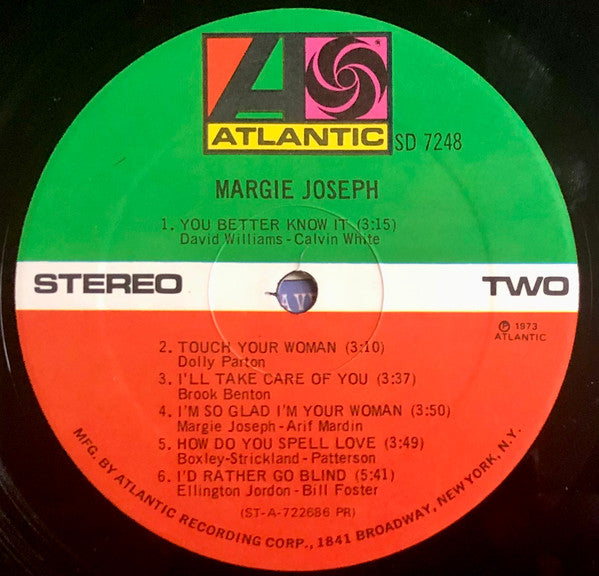 ATLANTIC
SD 7248
MARGIE JOSEPH
1. YOU BETTER KNOW IT (3:15)
David Williams - Calvin White
STEREO
TWO
Ⓟ 1973
ATLANTIC
2. TOUCH YOUR WOMAN (3:10)
Dolly Parton
3. I'LL TAKE CARE OF YOU (3:37)
Brook Benton
4. I'M SO GLAD I'M YOUR WOMAN (3:50)
Margie Joseph - Arif Mardin
5. HOW DO YOU SPELL LOVE (3:49)
Boxley-Strickland-Patterson
6. I'D RATHER GO BLIND (5:41)
Ellington Jordon - Bill Foster
(ST-A-722686 PR)
MFG. BY ATLANTIC RECORDING CORP., 1841 BROADWAY, NEW YORK, N.Y.